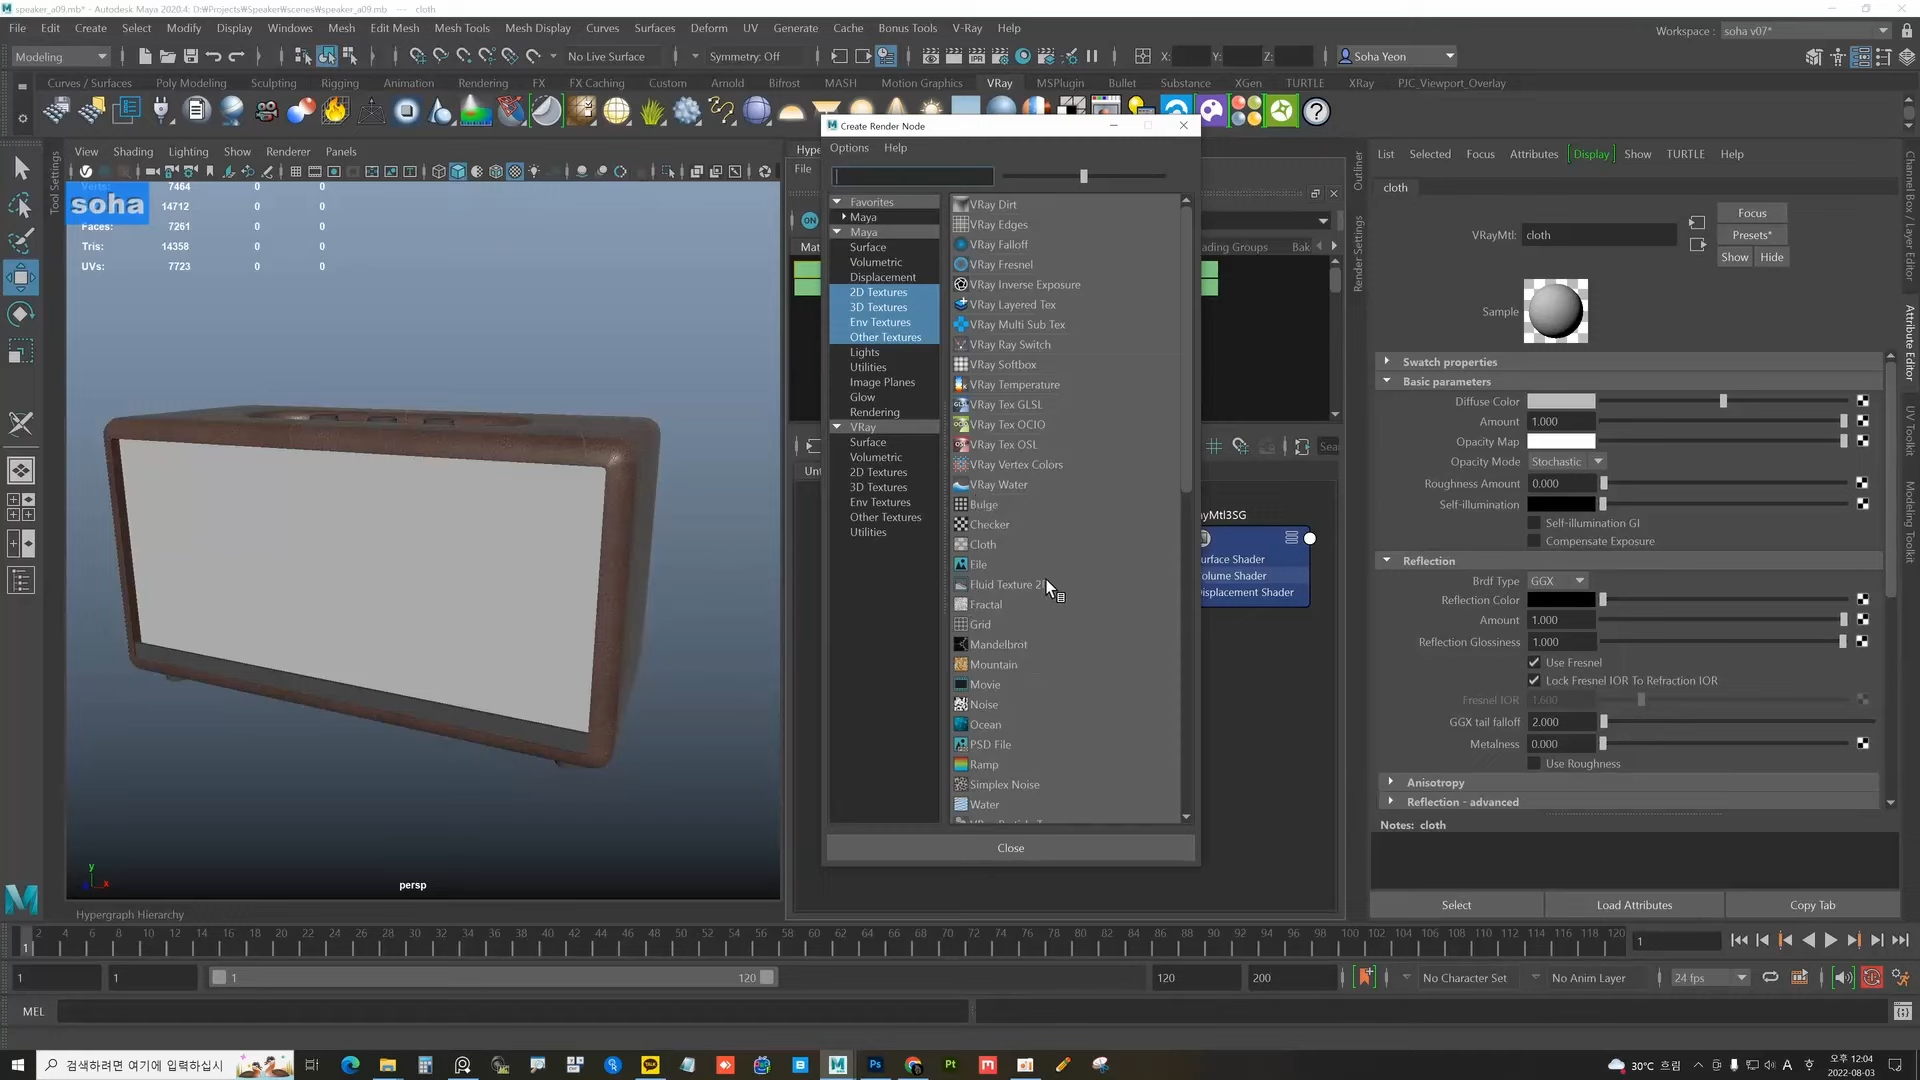 speaker_a09.mb* - Autodesk Maya 2020.4: D:₩Projects₩Speaker₩scenes₩speaker_a09.mb --- cloth
File Edit Create Select Modify Display Windows Mesh Edit Mesh Mesh Tools Mesh Display Curves Surfaces Deform UV Generate Cache Bonus Tools V-Ray Help
Workspace : soha v07*
Modeling
No Live Surface
Symmetry: Off
X: Y: Z:
Soha Yeon
Curves / Surfaces Poly Modeling Sculpting Rigging Animation Rendering FX FX Caching Custom Arnold Bifrost MASH Motion Graphics VRay MSPlugin Bullet Substance XGen TURTLE XRay PJC_Viewport_Overlay
Tool Settings
View Shading Lighting Show Renderer Panels
soha
Verts: 7464 0 0
14712 0 0
Faces: 7261 0 0
Tris: 14358 0 0
UVs: 7723 0 0
persp
y
x
Hype
File
ON
Mat
ading Groups Bak
Sea
Unt
yMtl3SG
urface Shader
olume Shader
isplacement Shader
Create Render Node
Options Help
Favorites
Maya
Maya
Surface
Volumetric
Displacement
2D Textures
3D Textures
Env Textures
Other Textures
Lights
Utilities
Image Planes
Glow
Rendering
VRay
Surface
Volumetric
2D Textures
3D Textures
Env Textures
Other Textures
Utilities
VRay Dirt
VRay Edges
VRay Falloff
VRay Fresnel
VRay Inverse Exposure
VRay Layered Tex
VRay Multi Sub Tex
VRay Ray Switch
VRay Softbox
VRay Temperature
VRay Tex GLSL
VRay Tex OCIO
VRay Tex OSL
VRay Vertex Colors
VRay Water
Bulge
Checker
Cloth
File
Fluid Texture 2
Fractal
Grid
Mandelbrot
Mountain
Movie
Noise
Ocean
PSD File
Ramp
Simplex Noise
Water
Close
Outliner
Render Settings
List Selected Focus Attributes Display Show TURTLE Help
cloth
VRayMtl: cloth
Focus
Presets*
Show Hide
Sample
Swatch properties
Basic parameters
Diffuse Color
Amount 1.000
Opacity Map
Opacity Mode Stochastic
Roughness Amount 0.000
Self-illumination
Self-illumination GI
Compensate Exposure
Reflection
Brdf Type GGX
Reflection Color
Amount 1.000
Reflection Glossiness 1.000
Use Fresnel
Lock Fresnel IOR To Refraction IOR
Fresnel IOR 1.600
GGX tail falloff 2.000
Metalness 0.000
Use Roughness
Anisotropy
Reflection - advanced
Notes: cloth
Select Load Attributes Copy Tab
Channel Box / Layer Editor
Attribute Editor
UV Toolkit
Modeling Toolkit
Hypergraph Hierarchy
1 2 4 6 8 10 12 14 16 18 20 22 24 26 28 30 32 34 36 38 40 42 44 46 48 50 52 54 56 58 60 62 64 66 68 70 72 74 76 78 80 82 84 86 88 90 92 94 96 98 100 102 104 106 108 110 112 114 116 118 120
1
1 1 1 120 120 200
No Character Set
No Anim Layer
24 fps
MEL
검색하려면 여기에 입력하십시
30°C 흐림
A
오후 12:04
2022-08-03